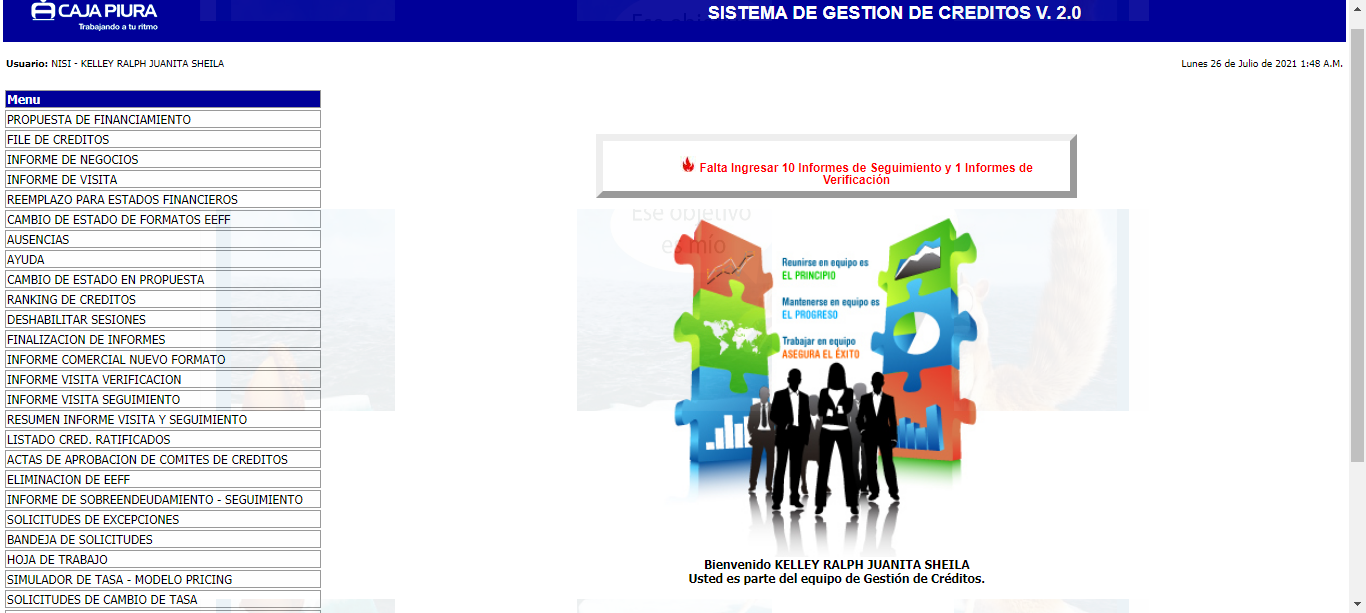 CAJA PIURA
Trabajando a tu ritmo
Ese objetivo
SISTEMA DE GESTION DE CREDITOS V. 2.0
Usuario: NISI - KELLEY RALPH JUANITA SHEILA
Lunes 26 de Julio de 2021 1:48 A.M.
Menu
PROPUESTA DE FINANCIAMIENTO
FILE DE CREDITOS
INFORME DE NEGOCIOS
INFORME DE VISITA
REEMPLAZO PARA ESTADOS FINANCIEROS
CAMBIO DE ESTADO DE FORMATOS EEFF
AUSENCIAS
AYUDA
CAMBIO DE ESTADO EN PROPUESTA
RANKING DE CREDITOS
DESHABILITAR SESIONES
FINALIZACION DE INFORMES
INFORME COMERCIAL NUEVO FORMATO
INFORME VISITA VERIFICACION
INFORME VISITA SEGUIMIENTO
RESUMEN INFORME VISITA Y SEGUIMIENTO
LISTADO CRED. RATIFICADOS
ACTAS DE APROBACION DE COMITES DE CREDITOS
ELIMINACION DE EEFF
INFORME DE SOBREENDEUDAMIENTO - SEGUIMIENTO
SOLICITUDES DE EXCEPCIONES
BANDEJA DE SOLICITUDES
HOJA DE TRABAJO
SIMULADOR DE TASA - MODELO PRICING
SOLICITUDES DE CAMBIO DE TASA
Falta Ingresar 10 Informes de Seguimiento y 1 Informes de
Verificación
Ese objetivo
es mío
Reunirse en equipo es
EL PRINCIPIO
Mantenerse en equipo es
EL PROGRESO
Trabajar en equipo
ASEGURA EL ÉXITO
Bienvenido KELLEY RALPH JUANITA SHEILA
Usted es parte del equipo de Gestión de Créditos.